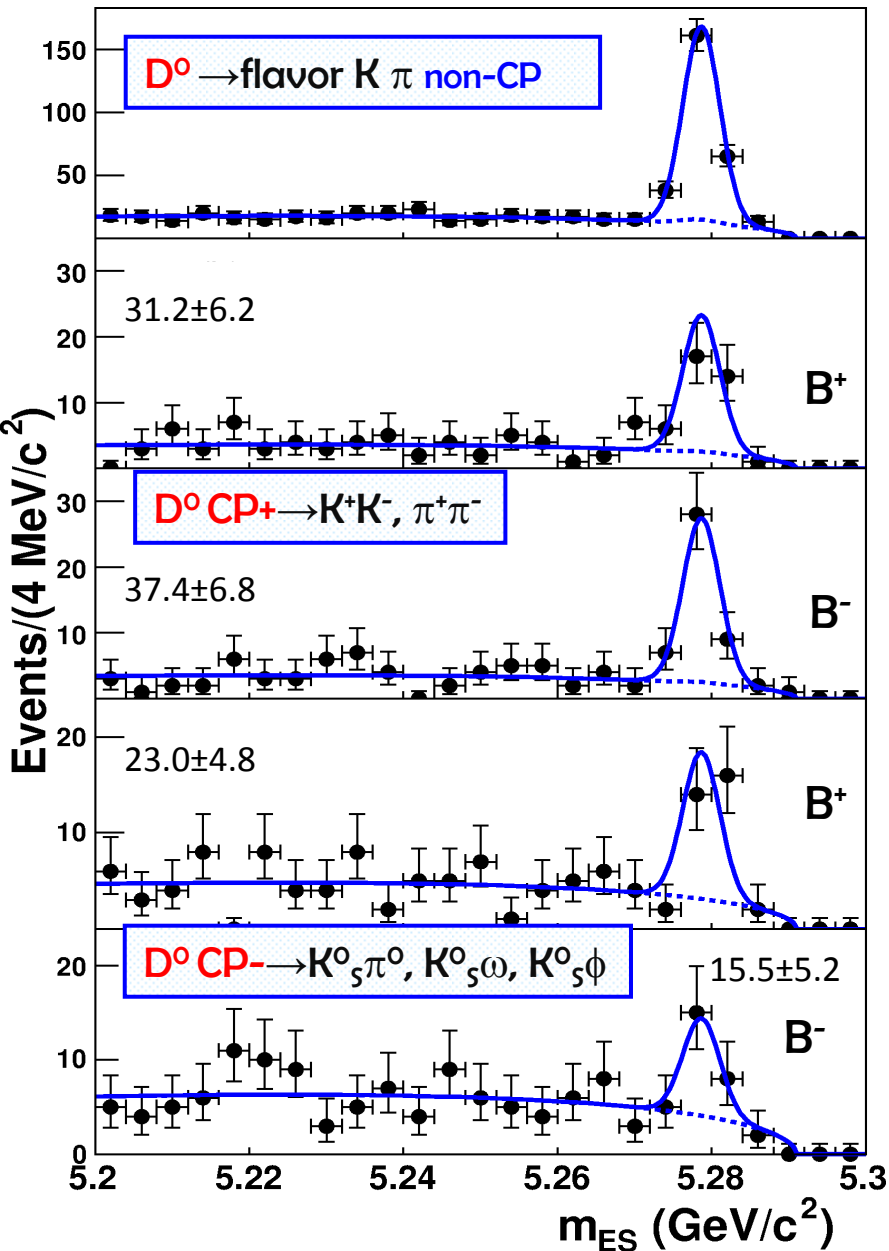 150
D⁰ →flavor K π non-CP
100
50
30
31.2±6.2
20
B⁺
10
D⁰ CP+→K⁺K⁻, π⁺π⁻
30
20
37.4±6.8
B⁻
10
20
23.0±4.8
B⁺
10
D⁰ CP-→K⁰ₛπ⁰, K⁰ₛω, K⁰ₛϕ
20
15.5±5.2
B⁻
10
0
Events/(4 MeV/c²)
5.2 5.22 5.24 5.26 5.28 5.3
m_ES (GeV/c²)